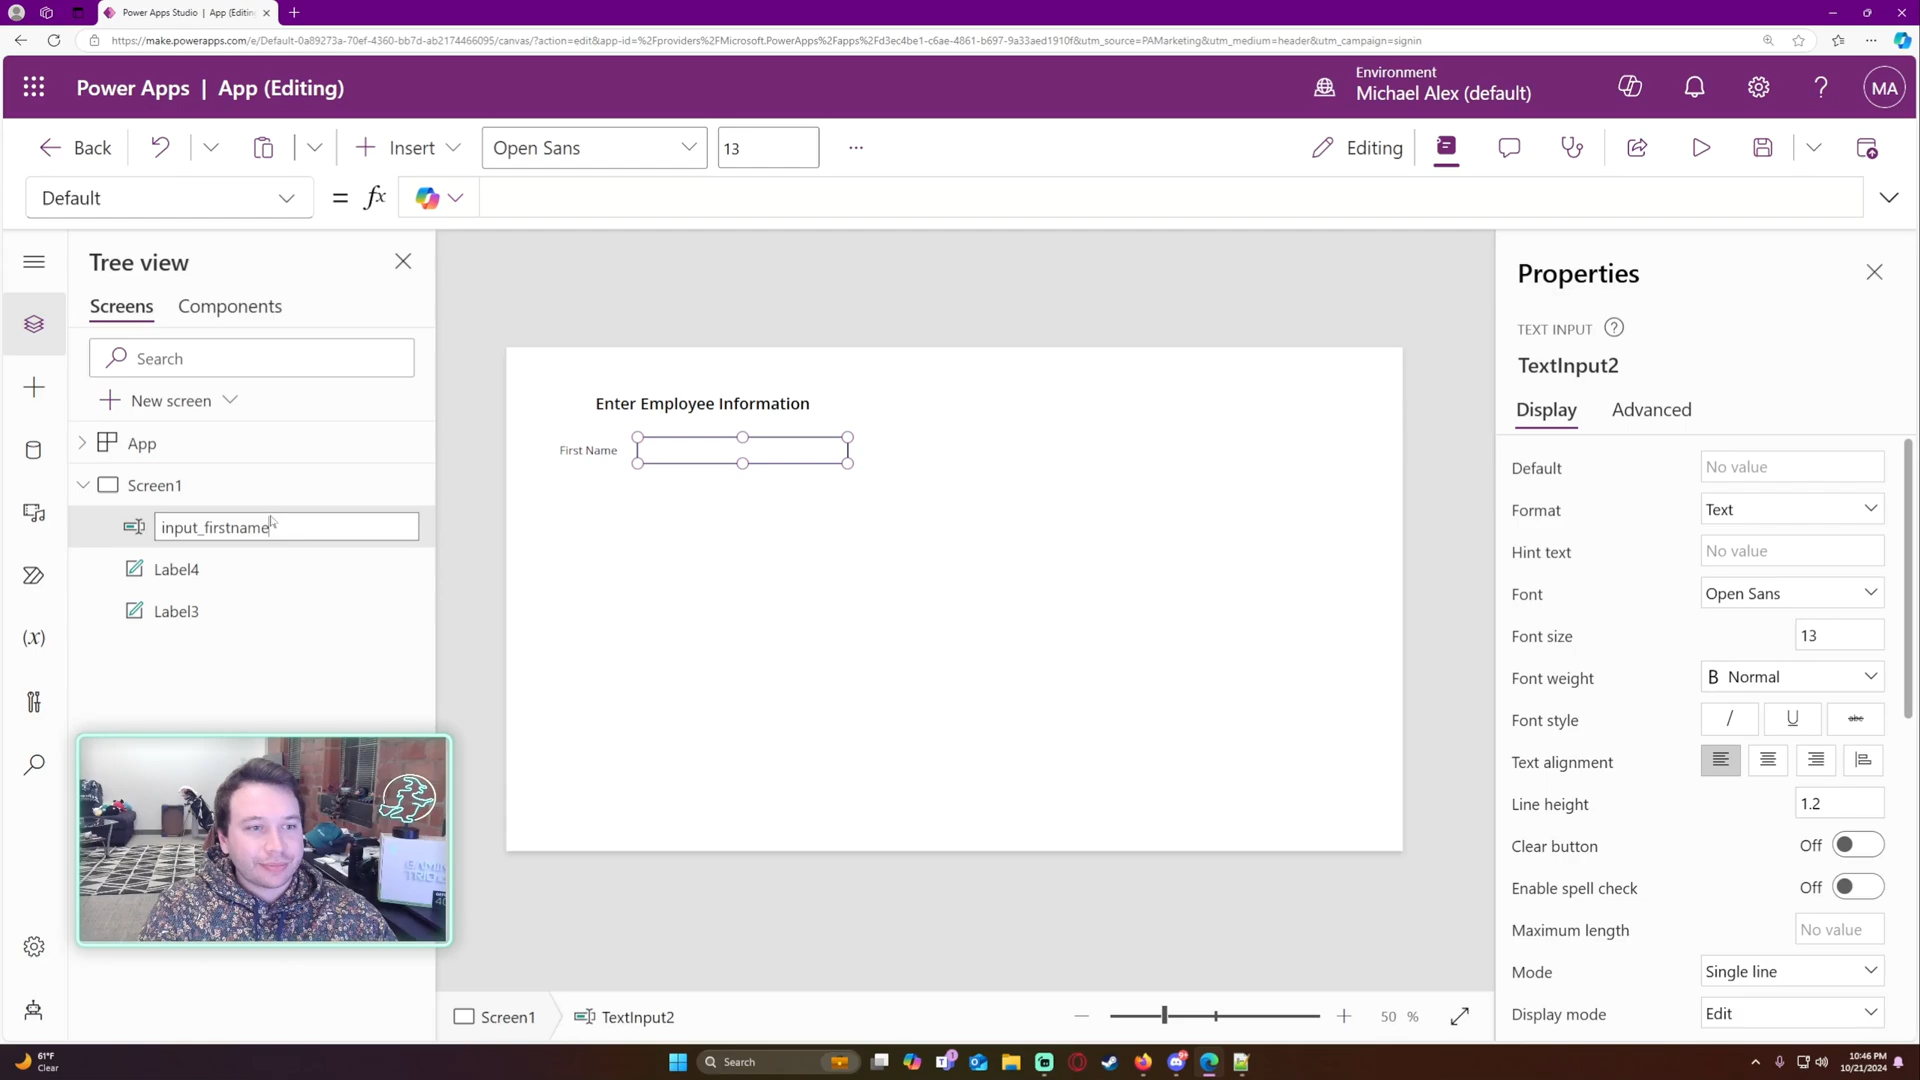 Power Apps Studio | App (Editin
https://make.powerapps.com/e/Default-0a89273a-70ef-4360-bb7d-ab2174466095/canvas/?action=edit&app-id=%2Fproviders%2FMicrosoft.PowerApps%2Fapps%2Fd3ec4be1-c6ae-4861-b697-9a33aed1910f&utm_source=PAMarketing&utm_medium=header&utm_campaign=signin
Power Apps | App (Editing)
Environment
Michael Alex (default)
MA
Back
Insert
Open Sans
13
...
Editing
Default
= fx
Tree view
Screens
Components
Search
New screen
App
Screen1
input_firstname
Label4
Label3
Enter Employee Information
First Name
Properties
TEXT INPUT
TextInput2
Display
Advanced
Default
No value
Format
Text
Hint text
No value
Font
Open Sans
Font size
13
Font weight
B Normal
Font style
/ U abc
Text alignment
Line height
1.2
Clear button
Off
Enable spell check
Off
Maximum length
No value
Mode
Single line
Display mode
Edit
Screen1
TextInput2
50 %
61°F
Clear
Search
10:46 PM
10/21/2024